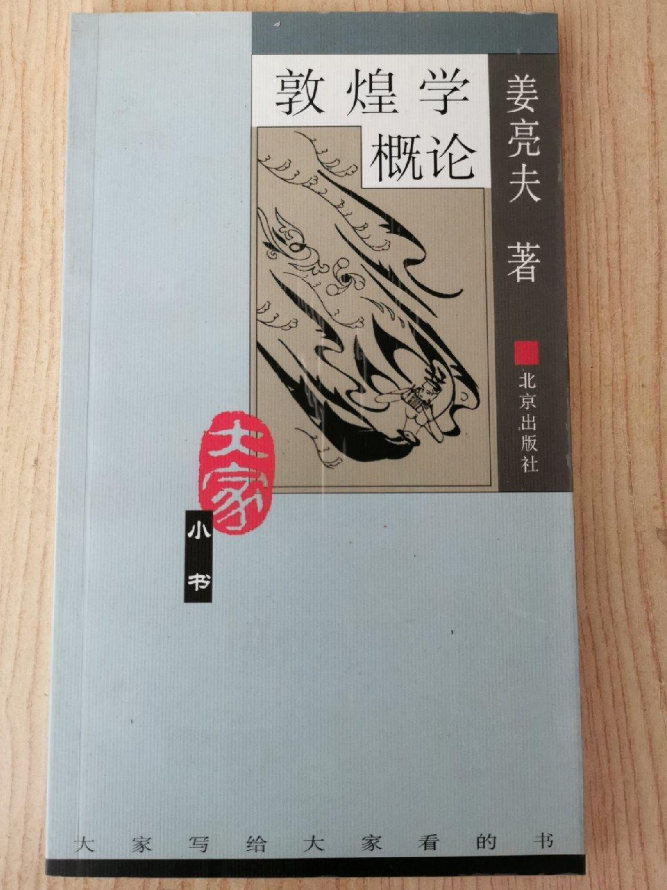 敦煌学
概论
姜亮夫 著
北京出版社
大家
小书
大家写给大家看的书